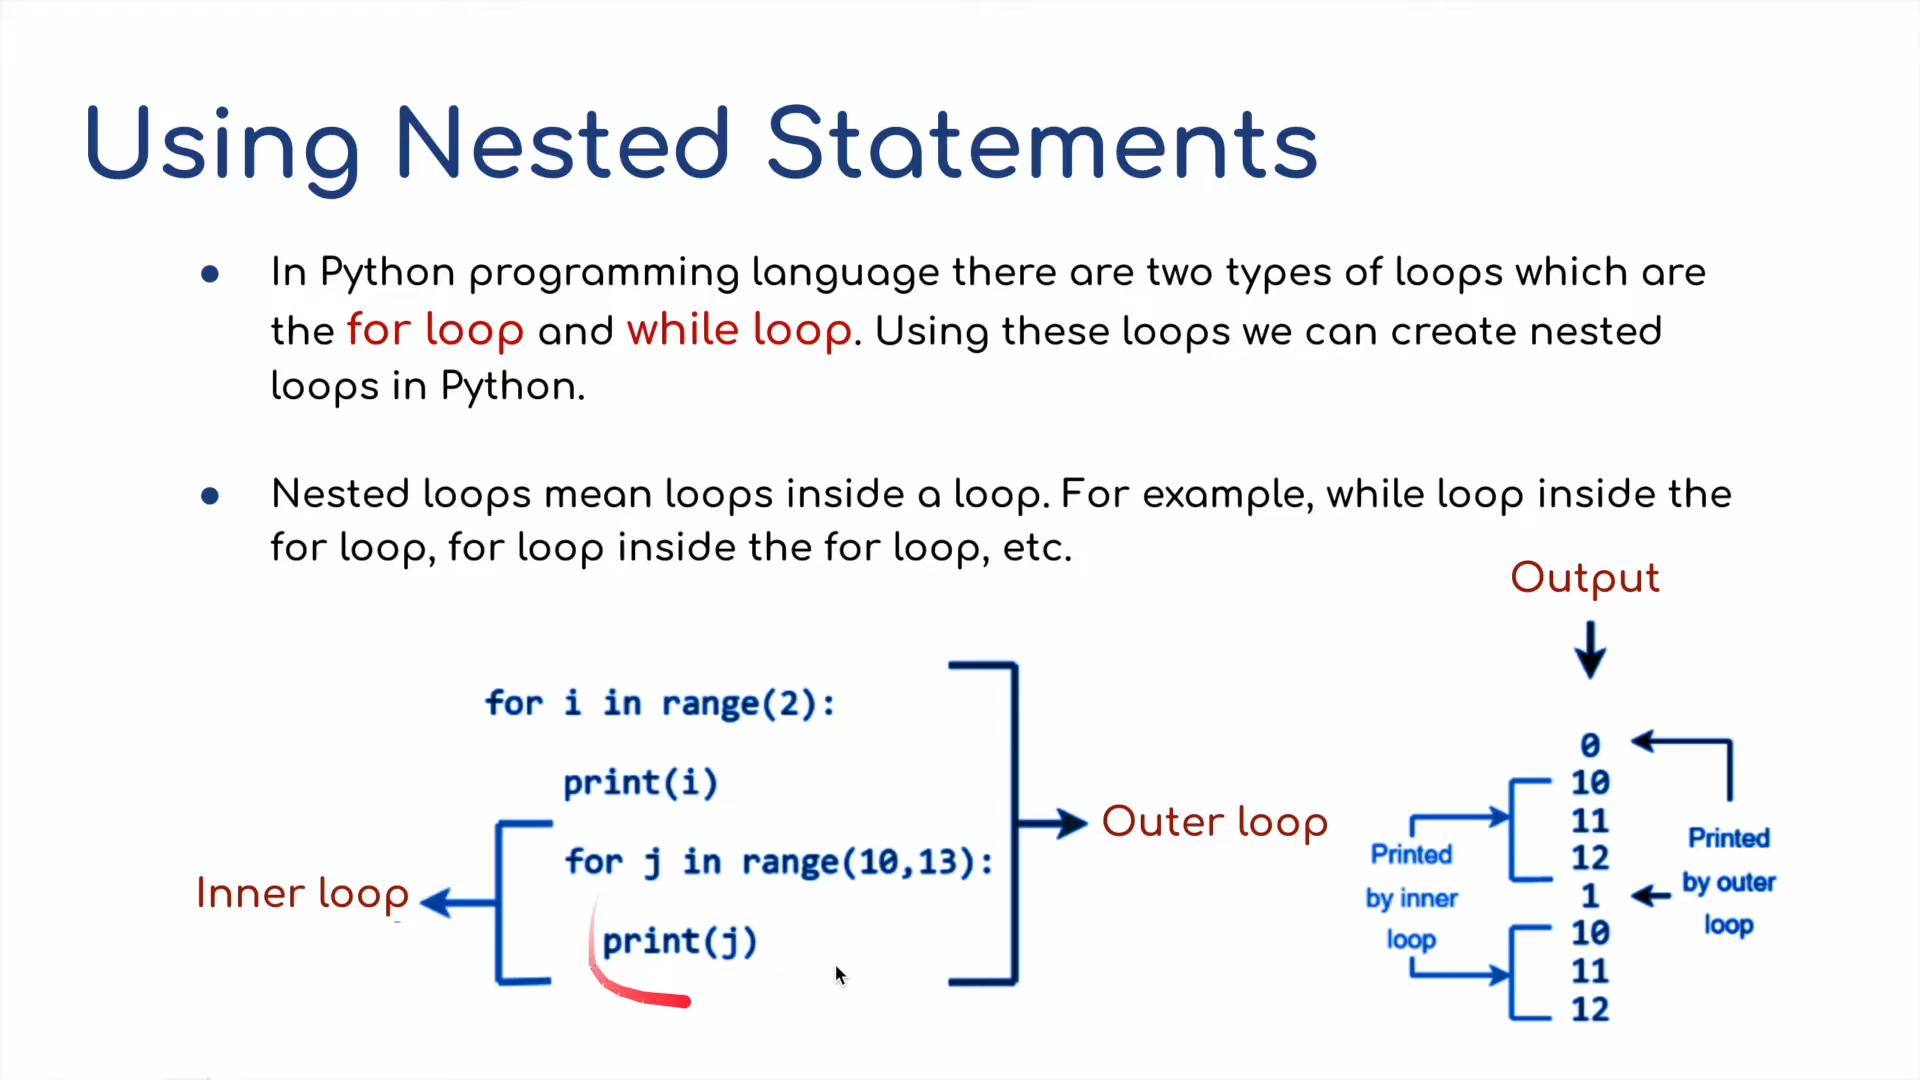 Using Nested Statements
• In Python programming language there are two types of loops which are
the for loop and while loop. Using these loops we can create nested
loops in Python.
• Nested loops mean loops inside a loop. For example, while loop inside the
for loop, for loop inside the for loop, etc.
for i in range(2):
print(i)
for j in range(10,13):
print(j)
Inner loop
Outer loop
Output
0
10
11
12
1
10
11
12
Printed
by inner
loop
Printed
by outer
loop